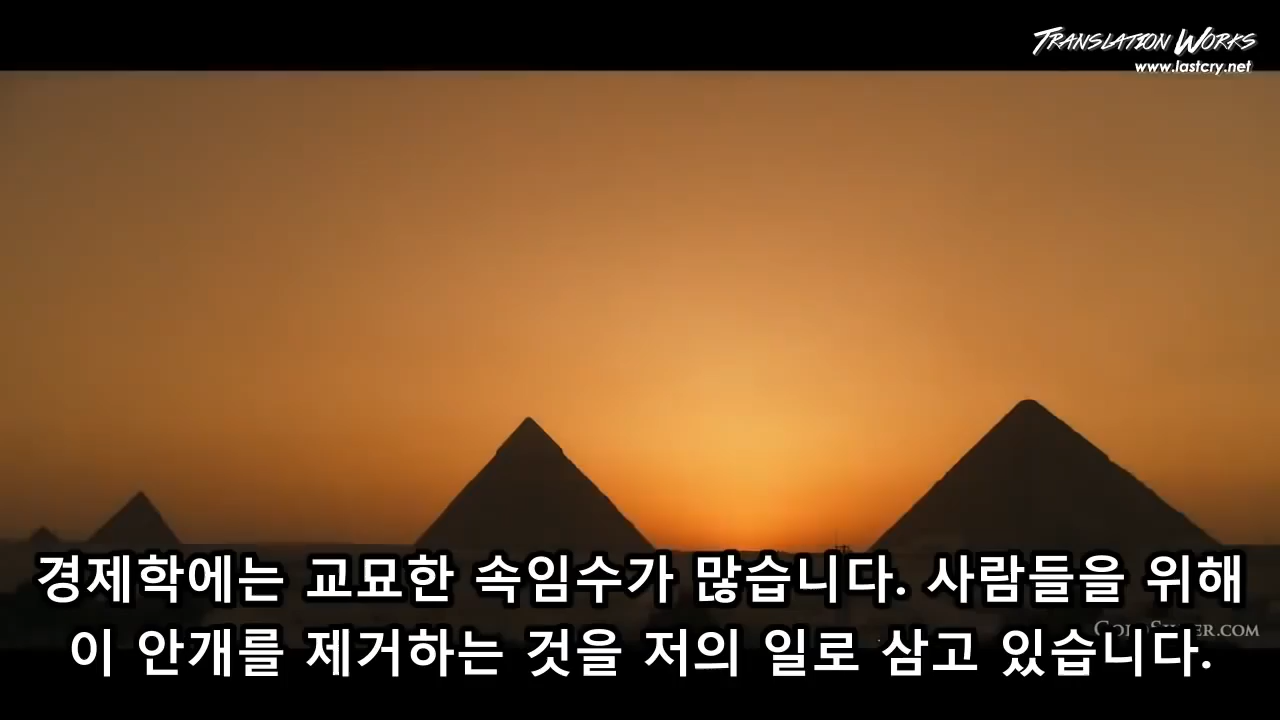 TRANSLATION WORKS
www.lastcry.net
경제학에는 교묘한 속임수가 많습니다. 사람들을 위해
이 안개를 제거하는 것을 저의 일로 삼고 있습니다.
GOLDSILVER.COM